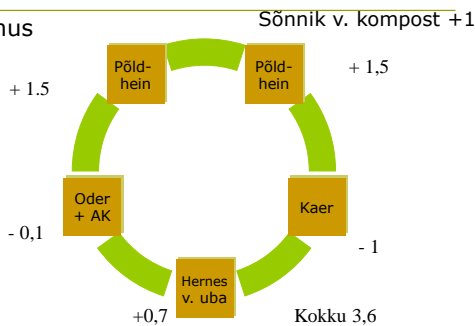 nus
Sõnnik v. kompost +1
Põld-
hein
Põld-
hein
+ 1,5
+ 1.5
Oder
+ AK
Kaer
- 0,1
- 1
Hernes
v. uba
+0,7
Kokku 3,6